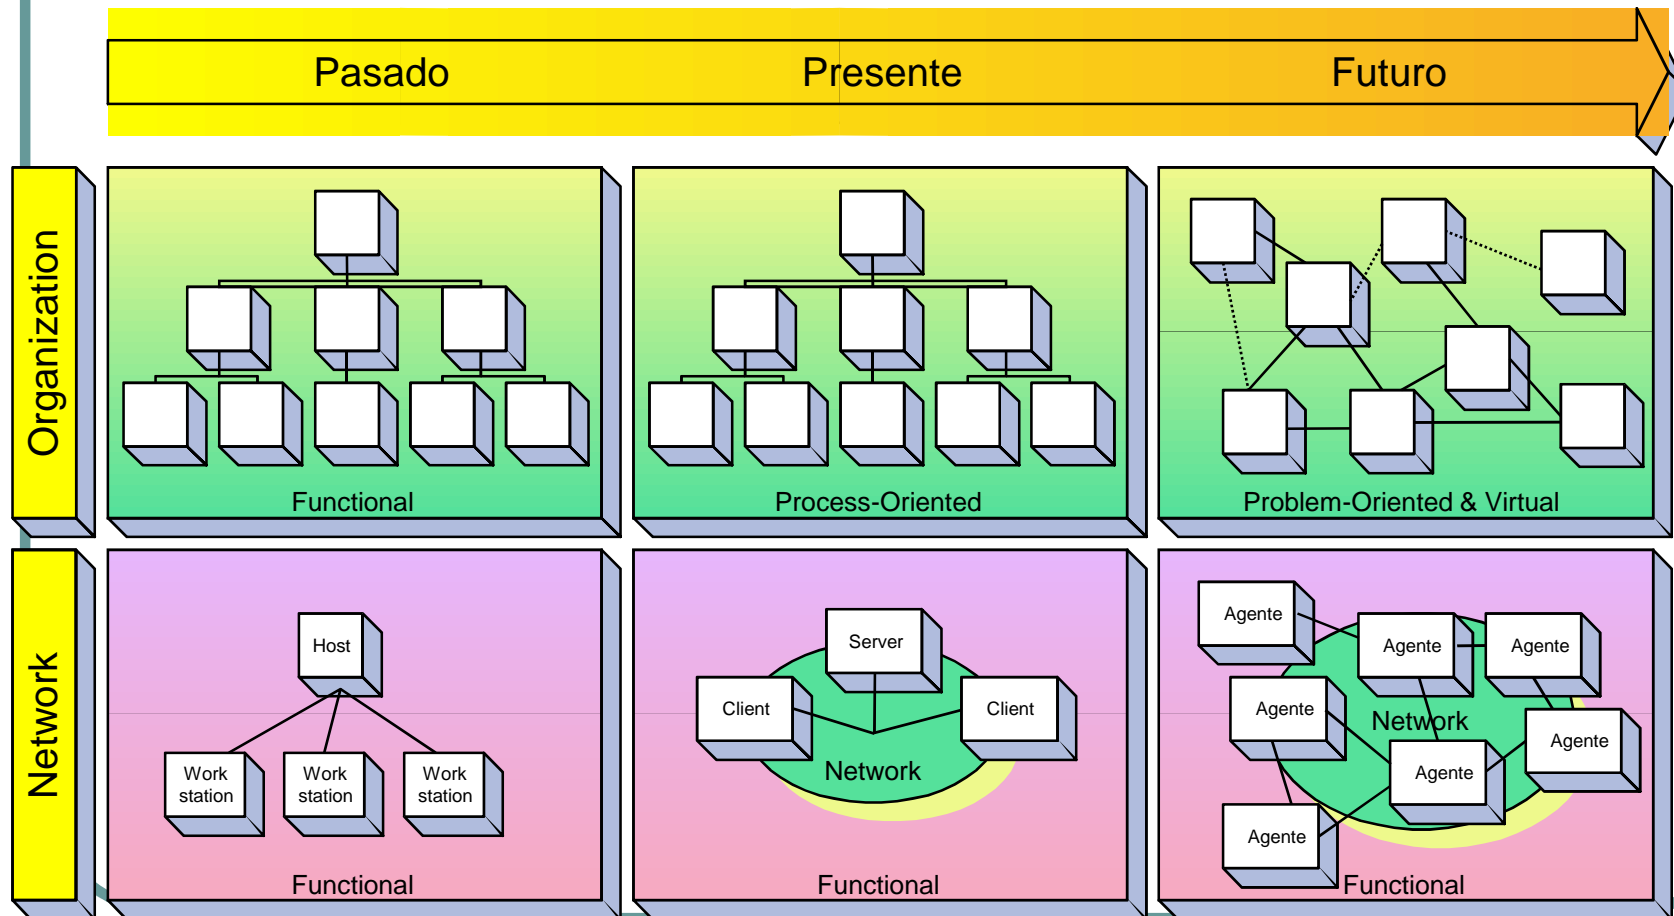 Pasado
Presente
Futuro
Organization
Functional
Process-Oriented
Problem-Oriented & Virtual
Network
Host
Work
station
Work
station
Work
station
Functional
Server
Client
Client
Network
Functional
Agente
Agente
Agente
Agente
Network
Agente
Agente
Agente
Functional